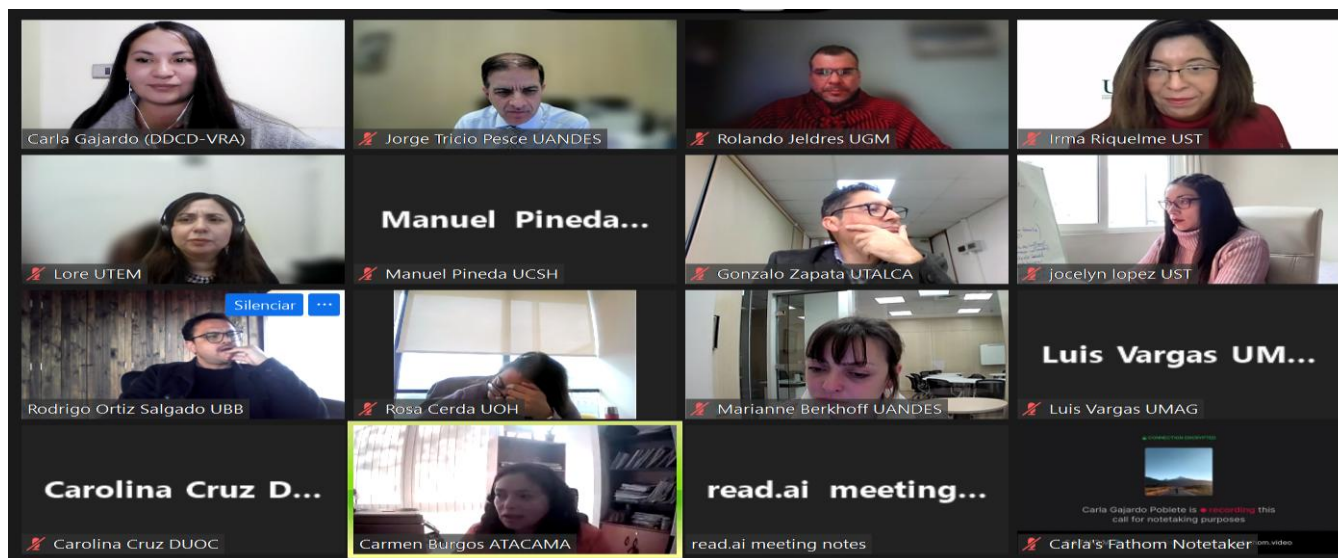 Carla Gajardo (DDCD-VRA)
Jorge Tricio Pesce UANDES
Rolando Jeldres UGM
Irma Riquelme UST
Lore UTEM
Manuel Pineda...
Manuel Pineda UCSH
Gonzalo Zapata UTALCA
jocelyn lopez UST
Silenciar ...
Rodrigo Ortiz Salgado UBB
Rosa Cerda UOH
Marianne Berkhoff UANDES
Luis Vargas UM...
Luis Vargas UMAG
Carolina Cruz D...
Carolina Cruz DUOC
Carmen Burgos ATACAMA
read.ai meeting...
read.ai meeting notes
CONNECTION ENCRYPTED
Carla Gajardo Poblete is recording this
call for notetaking purposes
Carla's Fathom Notetaker